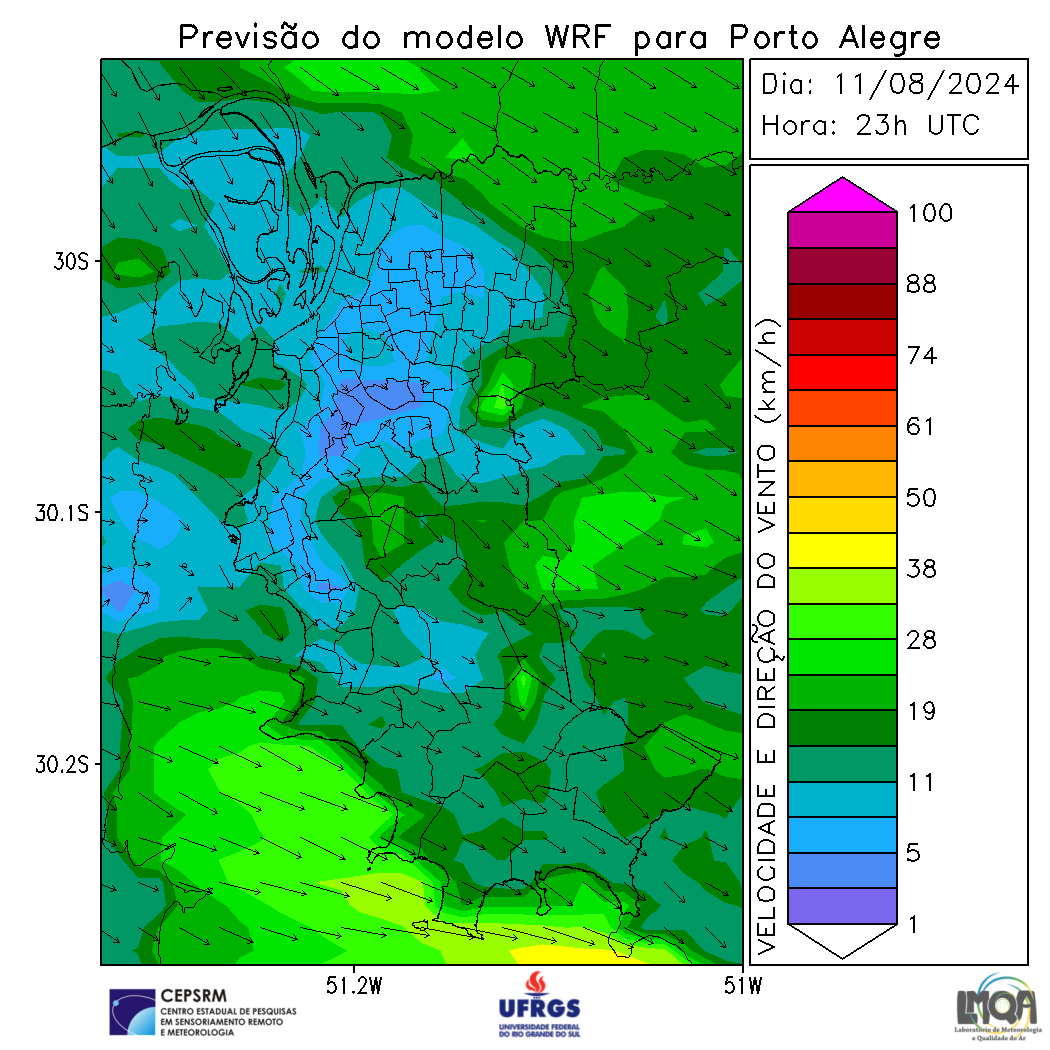 Previsão do modelo WRF para Porto Alegre
Dia: 11/08/2024
Hora: 23h UTC
30S
30.1S
30.2S
51.2W
51W
VELOCIDADE E DIREÇÃO DO VENTO (km/h)
100
88
74
61
50
38
28
19
11
5
1
CEPSRM
CENTRO ESTADUAL DE PESQUISAS
EM SENSORIAMENTO REMOTO
E METEOROLOGIA
UFRGS
UNIVERSIDADE FEDERAL
DO RIO GRANDE DO SUL
LMQA
Laboratório de Meteorologia
e Qualidade do Ar